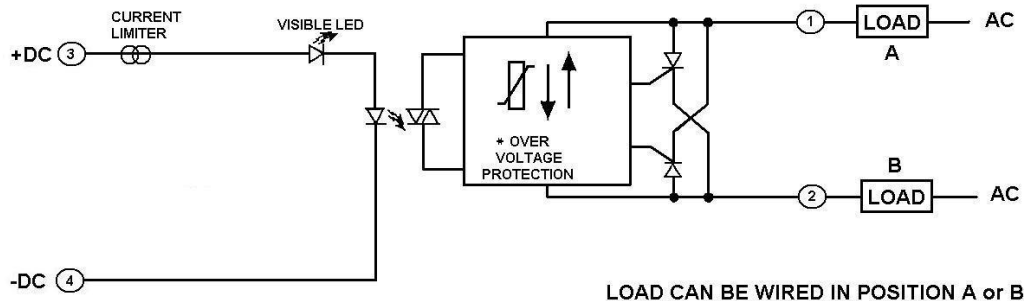 CURRENT
LIMITER
VISIBLE LED
+DC 3
1
LOAD
AC
A
* OVER
VOLTAGE
PROTECTION
B
2
LOAD
AC
-DC 4
LOAD CAN BE WIRED IN POSITION A or B